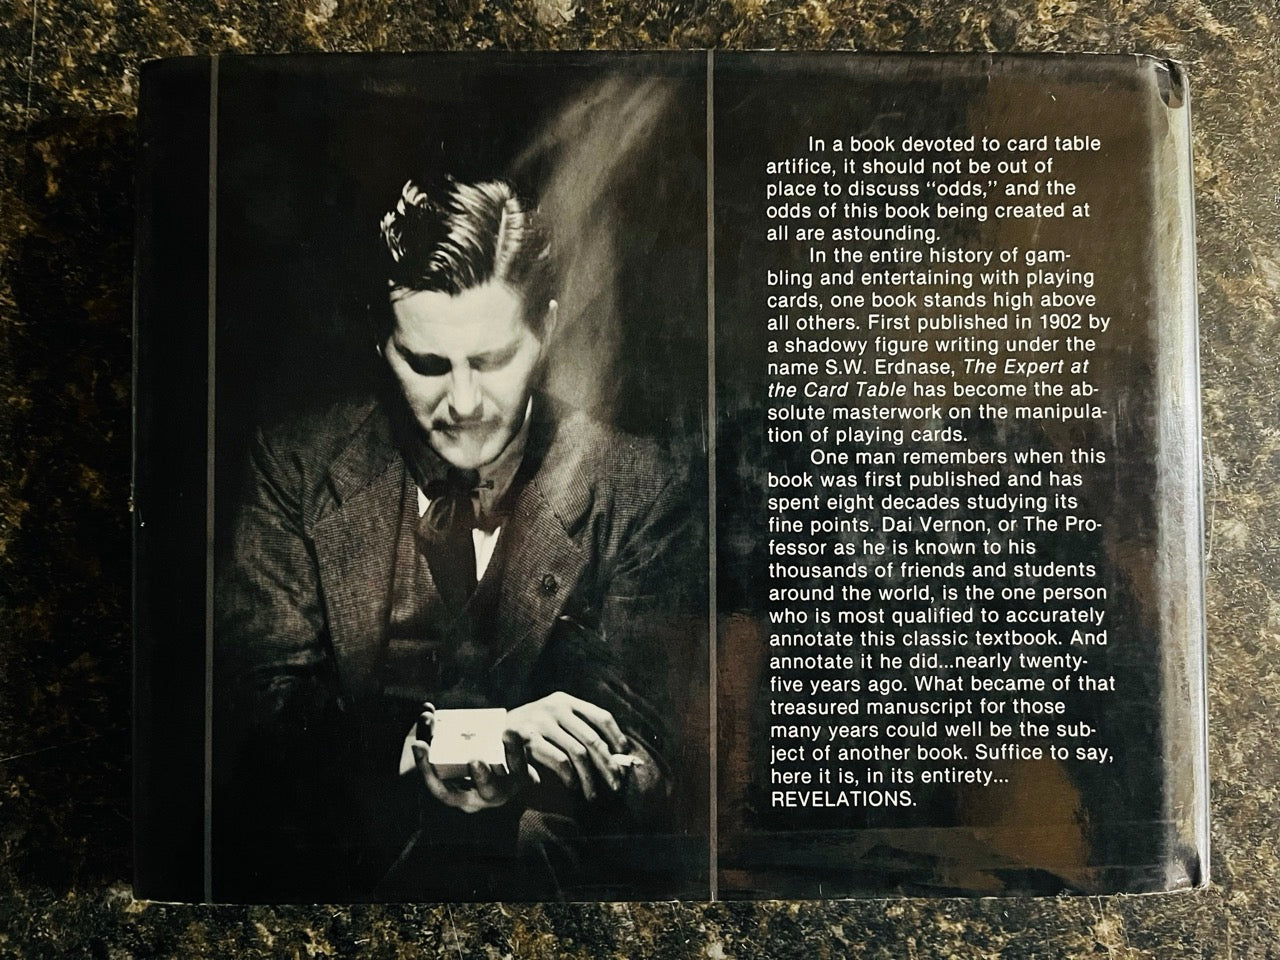 In a book devoted to card table
artifice, it should not be out of
place to discuss “odds,” and the
odds of this book being created at
all are astounding.
In the entire history of gam-
bling and entertaining with playing
cards, one book stands high above
all others. First published in 1902 by
a shadowy figure writing under the
name S.W. Erdnase, The Expert at
the Card Table has become the ab-
solute masterwork on the manipula-
tion of playing cards.
One man remembers when this
book was first published and has
spent eight decades studying its
fine points. Dai Vernon, or The Pro-
fessor as he is known to his
thousands of friends and students
around the world, is the one person
who is most qualified to accurately
annotate this classic textbook. And
annotate it he did...nearly twenty-
five years ago. What became of that
treasured manuscript for those
many years could well be the sub-
ject of another book. Suffice to say,
here it is, in its entirety...
REVELATIONS.